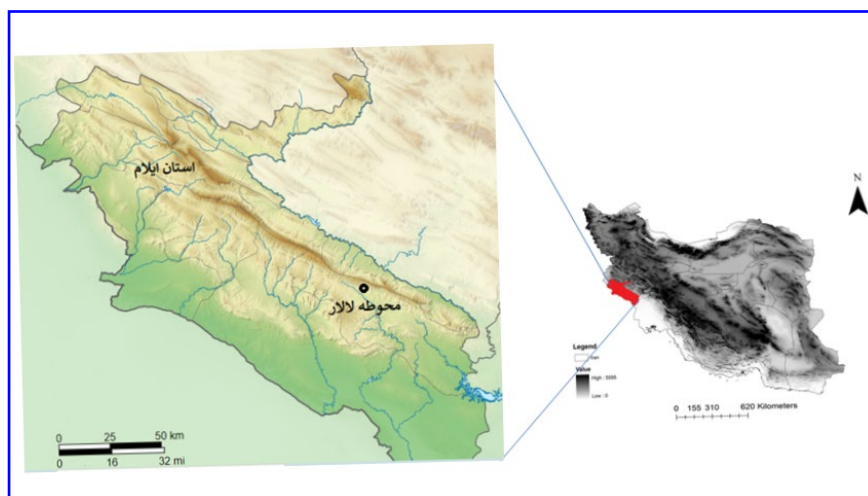 استان ایلام
محوطه لالار
0 25 50 km
0 16 32 mi
N
Legend
Value
High : 5595
Low : 0
0 155 310 620 Kilometers